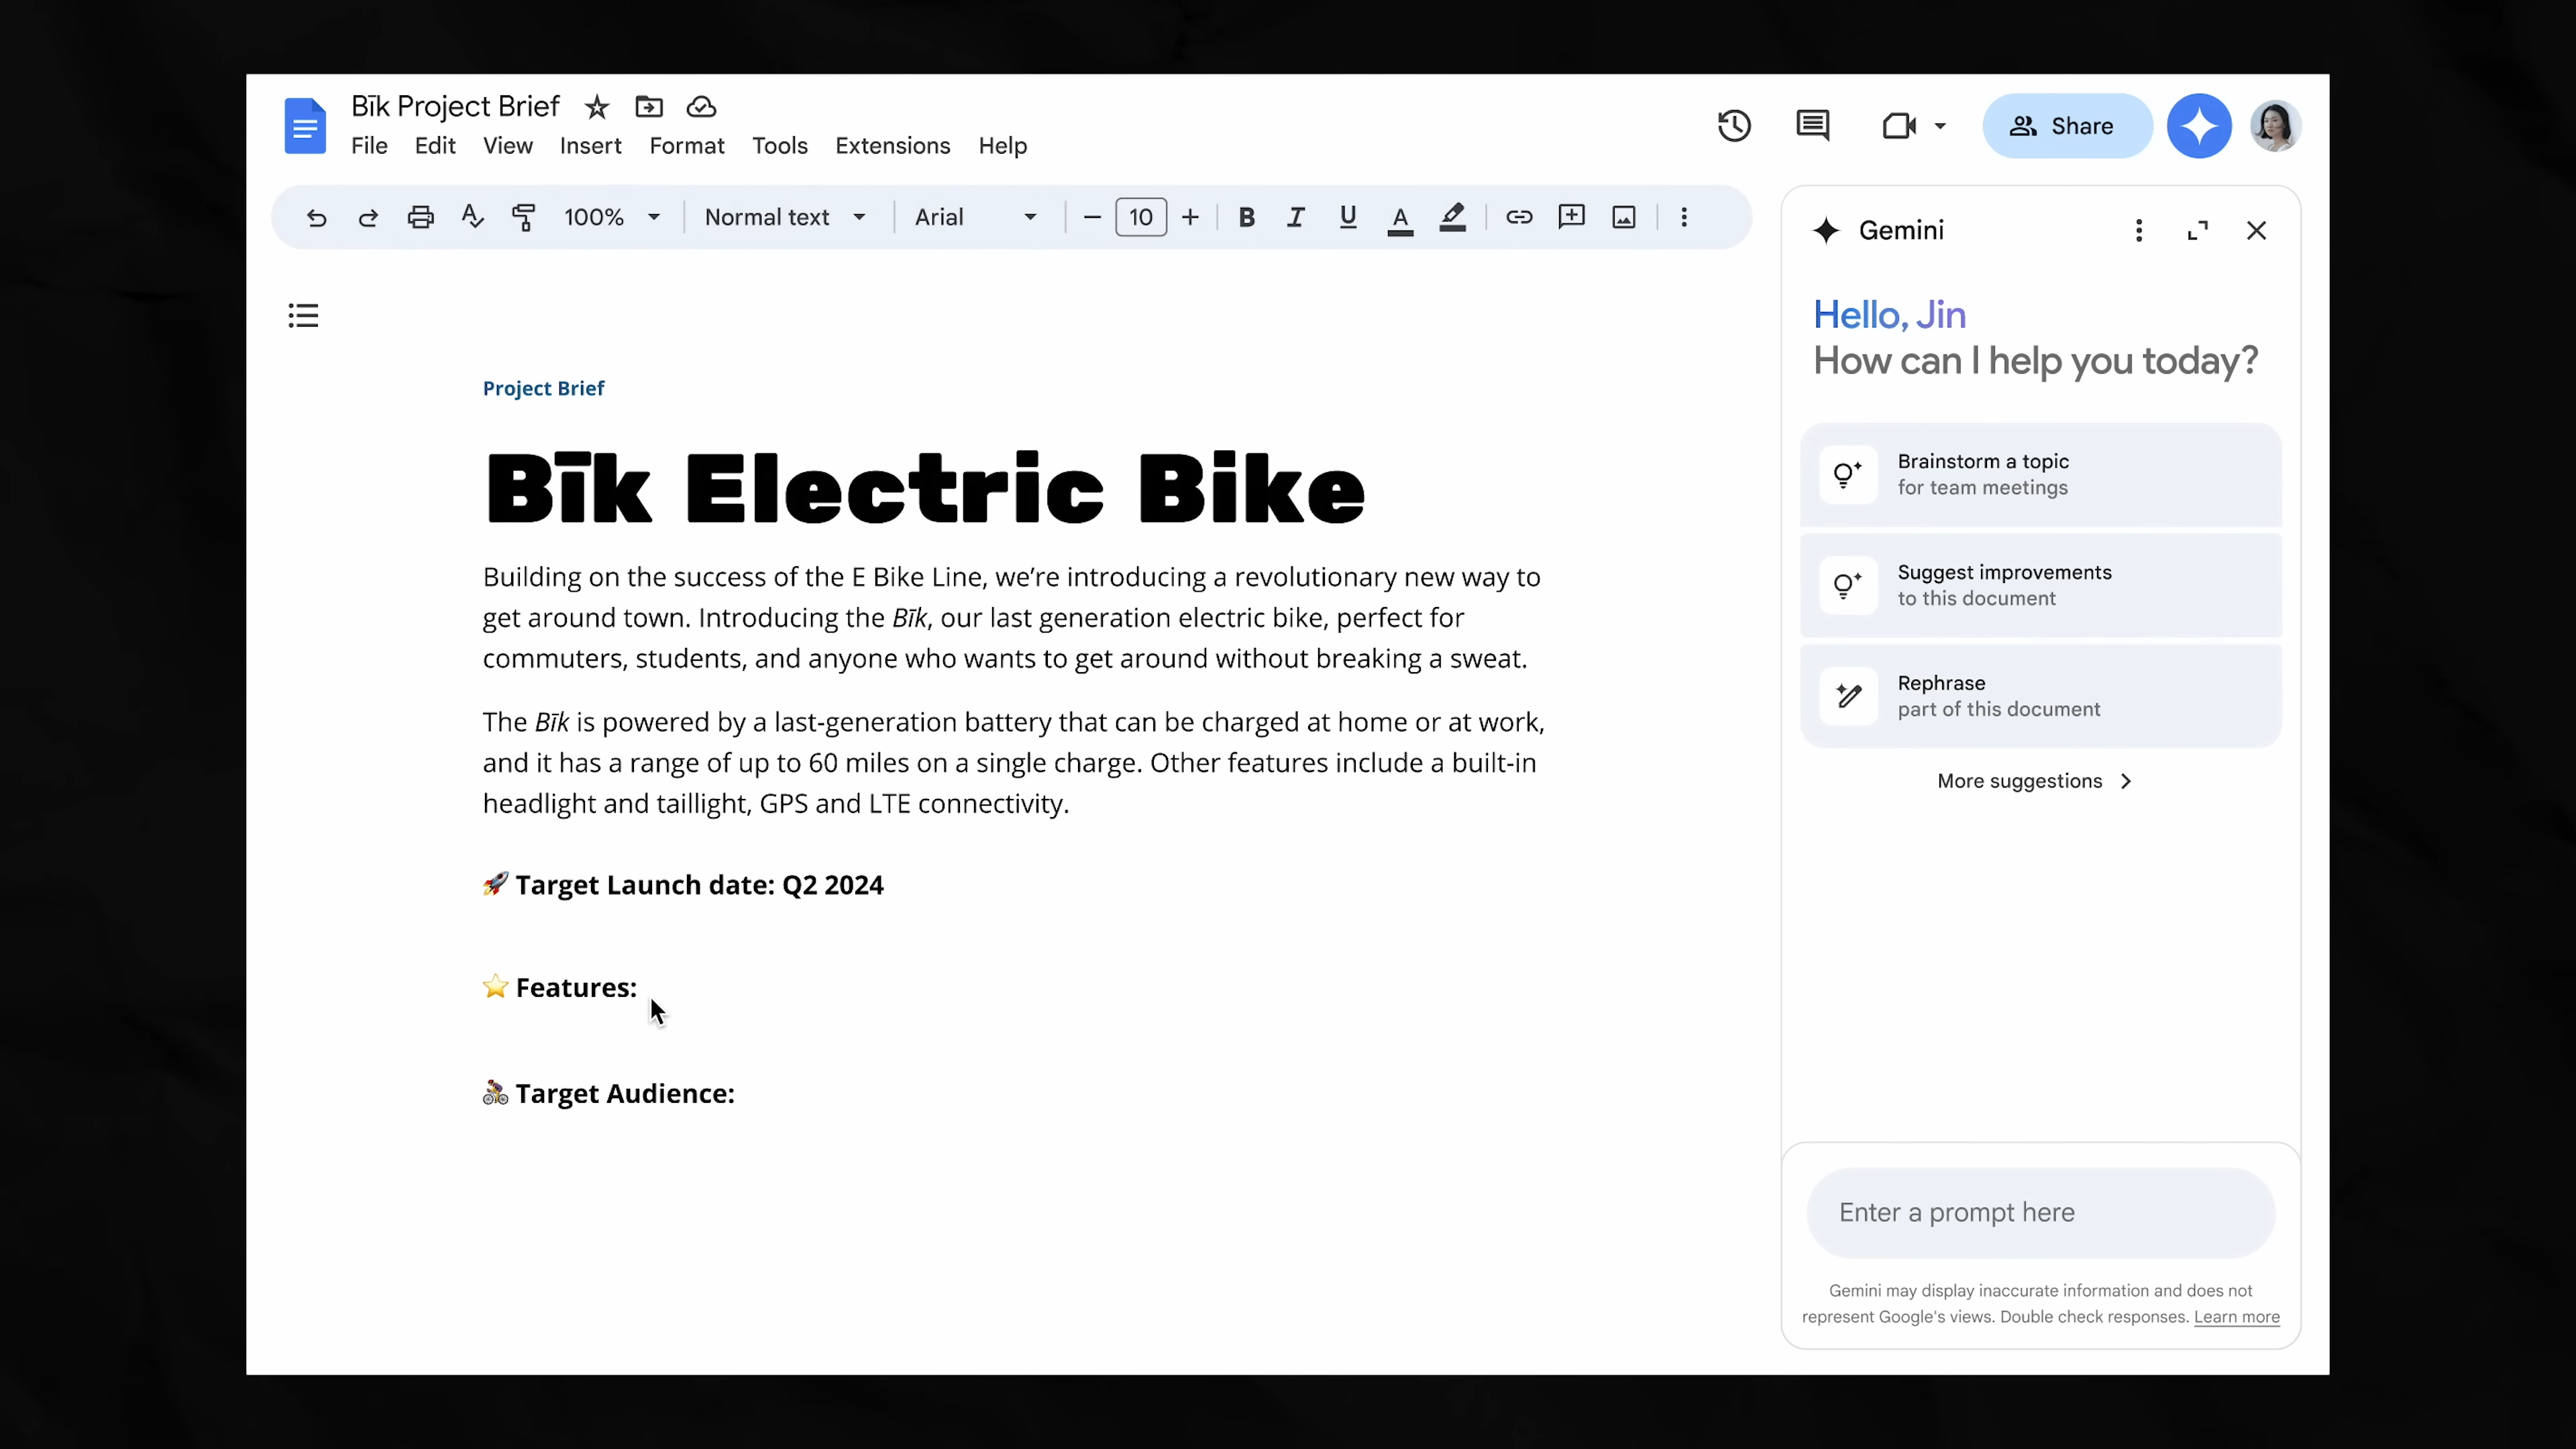 Bīk Project Brief
File Edit View Insert Format Tools Extensions Help
Share
100% Normal text Arial 10 B I U A
Project Brief
Bīk Electric Bike
Building on the success of the E Bike Line, we’re introducing a revolutionary new way to
get around town. Introducing the Bīk, our last generation electric bike, perfect for
commuters, students, and anyone who wants to get around without breaking a sweat.
The Bīk is powered by a last-generation battery that can be charged at home or at work,
and it has a range of up to 60 miles on a single charge. Other features include a built-in
headlight and taillight, GPS and LTE connectivity.
🚀 Target Launch date: Q2 2024
⭐ Features:
🚴 Target Audience:
Gemini
Hello, Jin
How can I help you today?
Brainstorm a topic
for team meetings
Suggest improvements
to this document
Rephrase
part of this document
More suggestions
Enter a prompt here
Gemini may display inaccurate information and does not
represent Google's views. Double check responses. Learn more